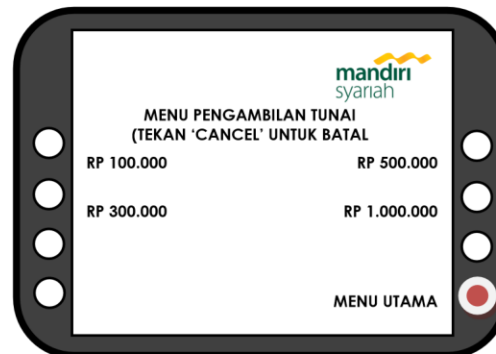 mandiri
syariah
MENU PENGAMBILAN TUNAI
(TEKAN ‘CANCEL’ UNTUK BATAL
RP 100.000 RP 500.000
RP 300.000 RP 1.000.000
MENU UTAMA